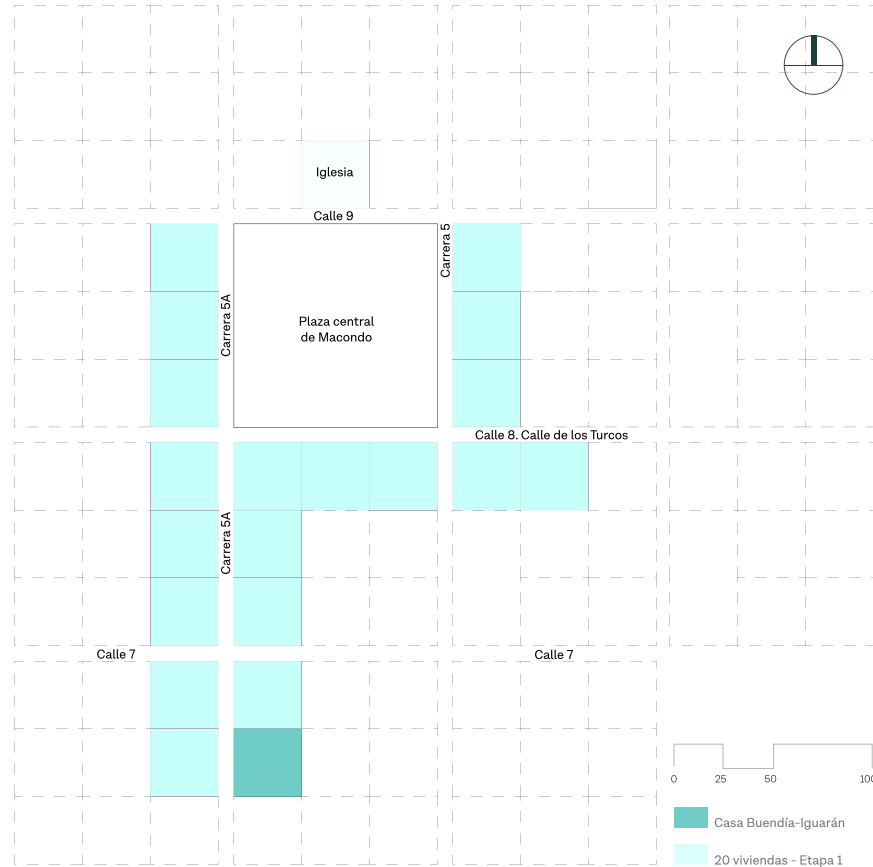 Iglesia
Calle 9
Carrera 5
Carrera 5A
Plaza central
de Macondo
Calle 8. Calle de los Turcos
Carrera 5A
Calle 7
Calle 7
0 25 50 100
Casa Buendía-Iguarán
20 viviendas - Etapa 1